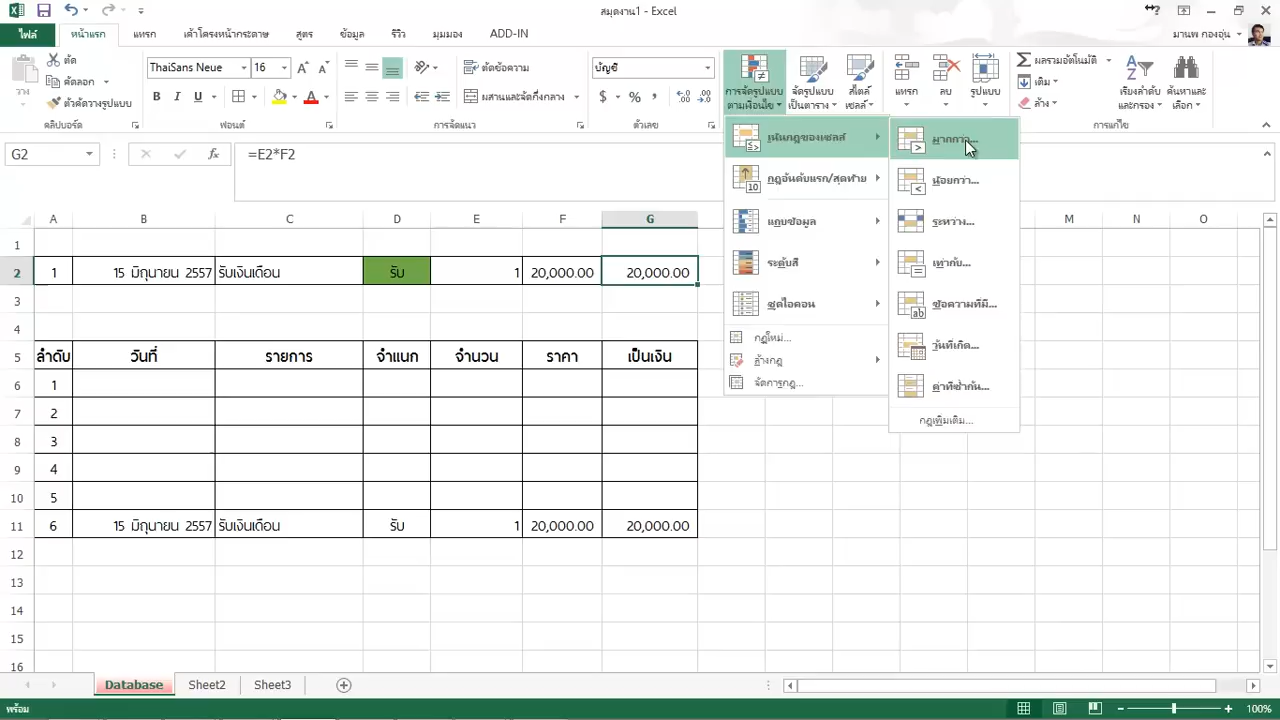 สมุดงาน1 - Excel
ไฟล์ หน้าแรก แทรก เค้าโครงหน้ากระดาษ สูตร ข้อมูล รีวิว มุมมอง ADD-IN มานพ กองอุ่น
วาง
ตัด
คัดลอก
ตัวคัดวางรูปแบบ
คลิปบอร์ด
ThaiSans Neue 16
B I U
ฟอนต์
ตัดข้อความ
ผสานและจัดกึ่งกลาง
การจัดแนว
บัญชี
$ % ,
ตัวเลข
การจัดรูปแบบ
ตามเงื่อนไข
จัดรูปแบบ
เป็นตาราง
สไตล์
เซลล์
แทรก
ลบ
รูปแบบ
ผลรวมอัตโนมัติ
เติม
ล้าง
เรียงลำดับ
และกรอง
ค้นหาและ
เลือก
การแก้ไข
เน้นกฎของเซลล์
กฎอันดับแรก/สุดท้าย
แถบข้อมูล
ระดับสี
ชุดไอคอน
กฎใหม่...
ล้างกฎ
จัดการกฎ...
มากกว่า...
น้อยกว่า...
ระหว่าง...
เท่ากับ...
ข้อความที่มี...
วันที่เกิด...
ค่าที่ซ้ำกัน...
กฎเพิ่มเติม...
G2 fx =E2*F2
A B C D E F G M N O
1
2 1 15 มิถุนายน 2557 รับเงินเดือน รับ 1 20,000.00 20,000.00
3
4
5 ลำดับ วันที่ รายการ จำแนก จำนวน ราคา เป็นเงิน
6 1
7 2
8 3
9 4
10 5
11 6 15 มิถุนายน 2557 รับเงินเดือน รับ 1 20,000.00 20,000.00
12
13
14
15
16
Database Sheet2 Sheet3
พร้อม 100%